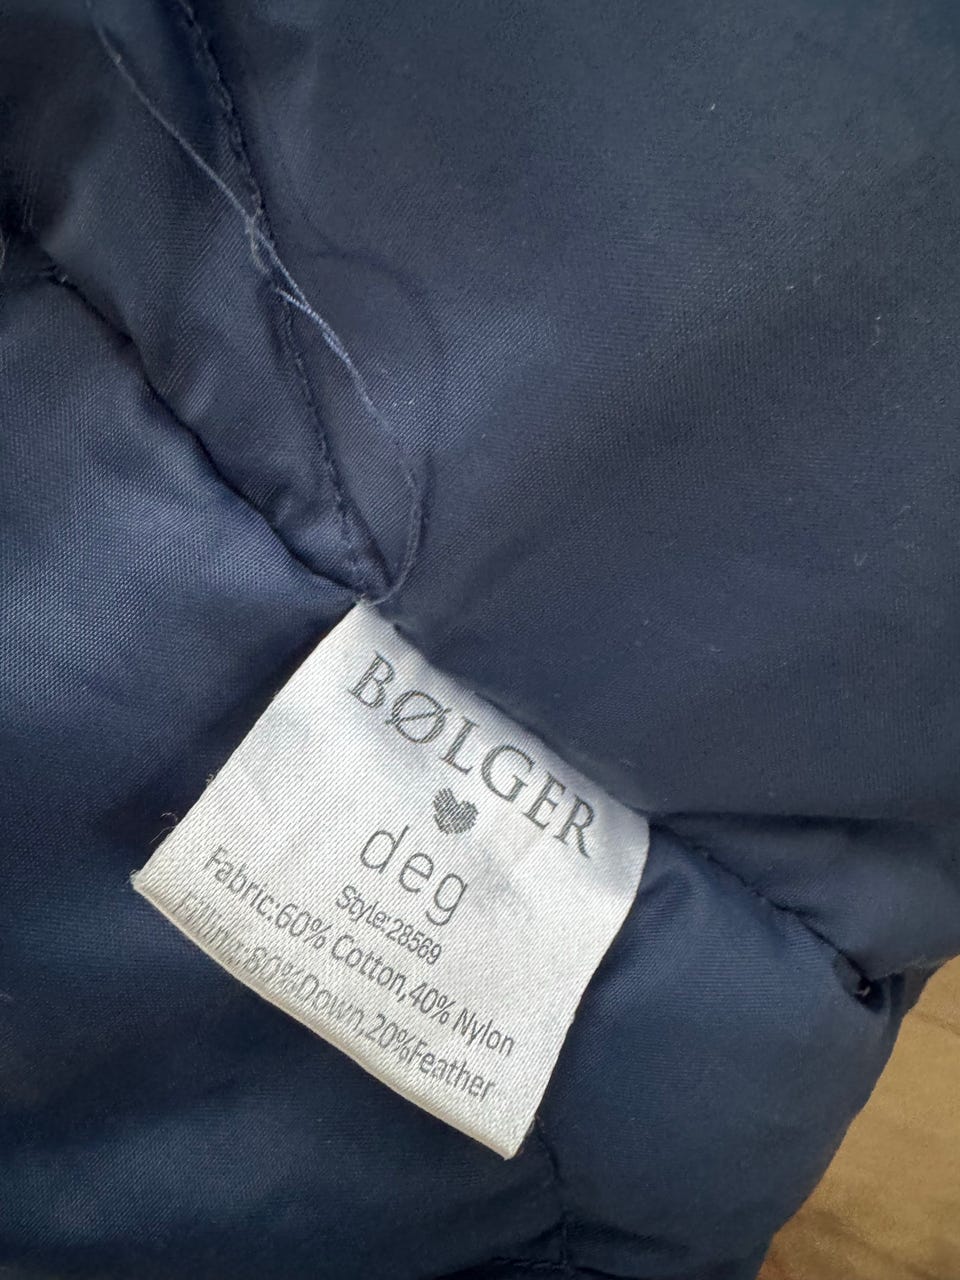 BØLGER
deg
Style:28569
Fabric:60% Cotton,40% Nylon
Filling:80%Down,20%Feather